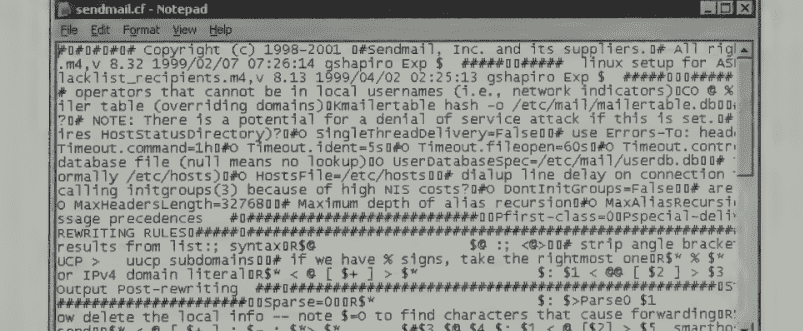 sendmail.cf - Notepad
File Edit Format View Help
#▯#▯#▯#▯# Copyright (c) 1998-2001 ▯#Sendmail, Inc. and its suppliers.▯# All rig
.m4,v 8.32 1999/02/07 07:26:14 gshapiro Exp $ #####▯▯##### linux setup for AS
lacklist_recipients.m4,v 8.13 1999/04/02 02:25:13 gshapiro Exp $ #####▯▯▯#####
# operators that cannot be in local usernames (i.e., network indicators)▯CO @ %
iler table (overriding domains)▯Kmailertable hash -o /etc/mail/mailertable.db▯▯
?▯# NOTE: There is a potential for a denial of service attack if this is set.▯#
ires HostStatusDirectory)?▯#O SingleThreadDelivery=False▯▯# use Errors-To: head
Timeout.command=1h▯#O Timeout.ident=5s▯#O Timeout.fileopen=60s▯#O Timeout.contr
database file (null means no lookup)▯O UserDatabaseSpec=/etc/mail/userdb.db▯▯#
ormally /etc/hosts)▯#O HostsFile=/etc/hosts▯▯# dialup line delay on connection
calling initgroups(3) because of high NIS costs?▯#O DontInitGroups=False▯▯# are
O MaxHeadersLength=32768▯▯# Maximum depth of alias recursion▯#O MaxAliasRecursi
ssage precedences #▯###########################▯▯Pfirst-class=0▯Pspecial-deli
REWRITING RULES▯#####▯#########################################################
results from list:; syntax▯R$@ $@ :; <@>▯▯# strip angle bracke
UCP > uucp subdomains▯▯# if we have % signs, take the rightmost one▯R$* % $*
or IPv4 domain literal▯R$* < @ [ $+ ] > $* $: $1 < @@ [ $2 ] > $3
Output Post-rewriting ###▯####################################################▯S
######################▯▯Sparse=0▯▯R$* $: $>Parse0 $1
ow delete the local info -- note $=O to find characters that cause forwarding▯R